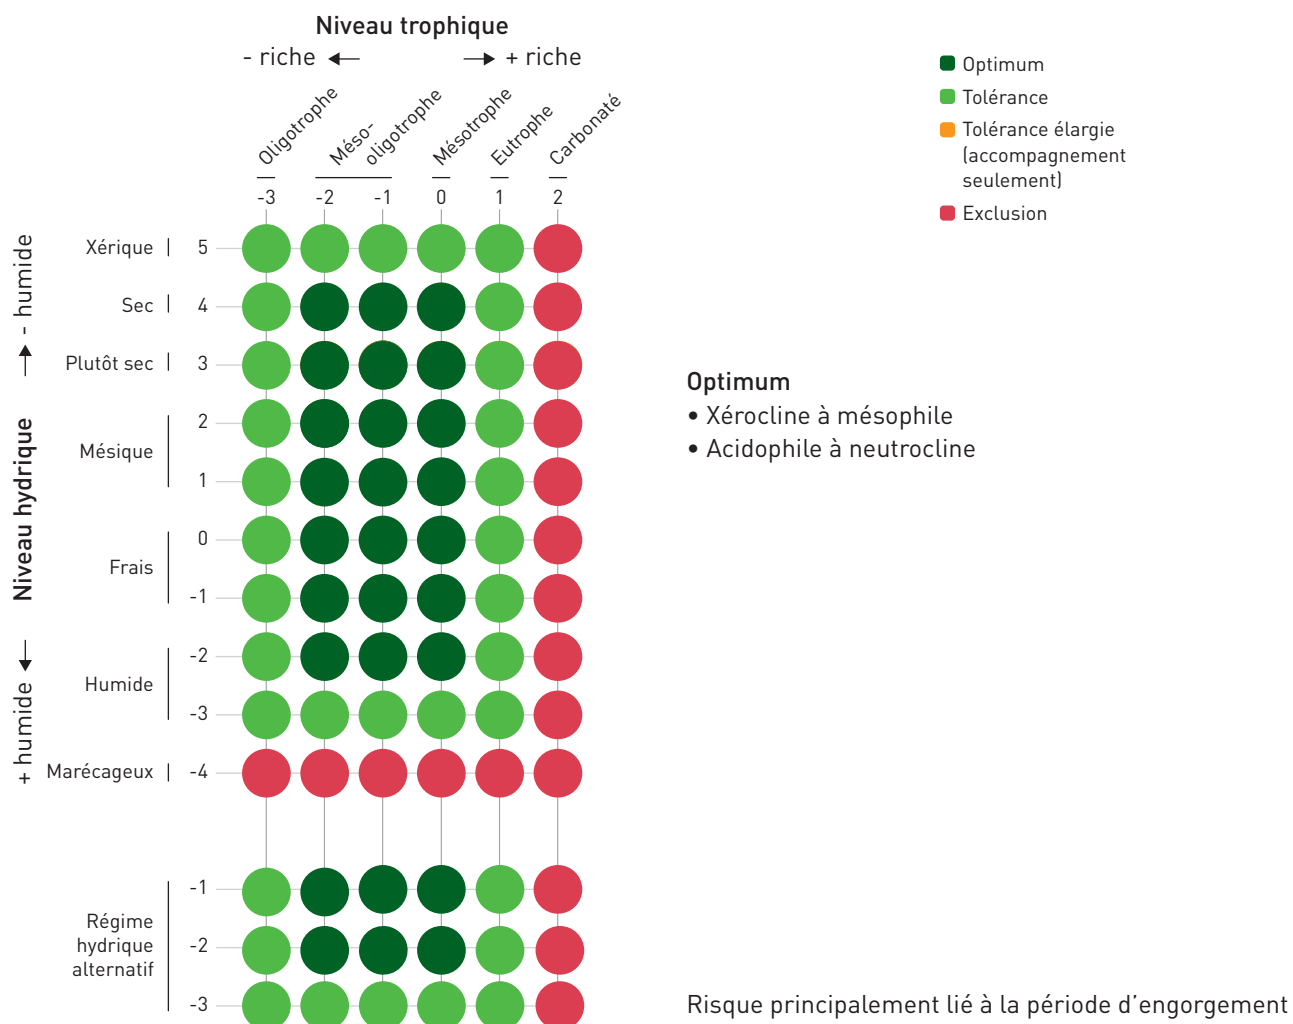 Niveau trophique
- riche
+ riche
Oligotrophe
Méso-
oligotrophe
Mésotrophe
Eutrophe
Carbonaté
-3
-2
-1
0
1
2
Optimum
Tolérance
Tolérance élargie
(accompagnement
seulement)
Exclusion
Niveau hydrique
- humide
+ humide
Xérique
5
Sec
4
Plutôt sec
3
Mésique
2
1
Frais
0
-1
Humide
-2
-3
Marécageux
-4
Régime
hydrique
alternatif
-1
-2
-3
Optimum
• Xérocline à mésophile
• Acidophile à neutrocline
Risque principalement lié à la période d'engorgement